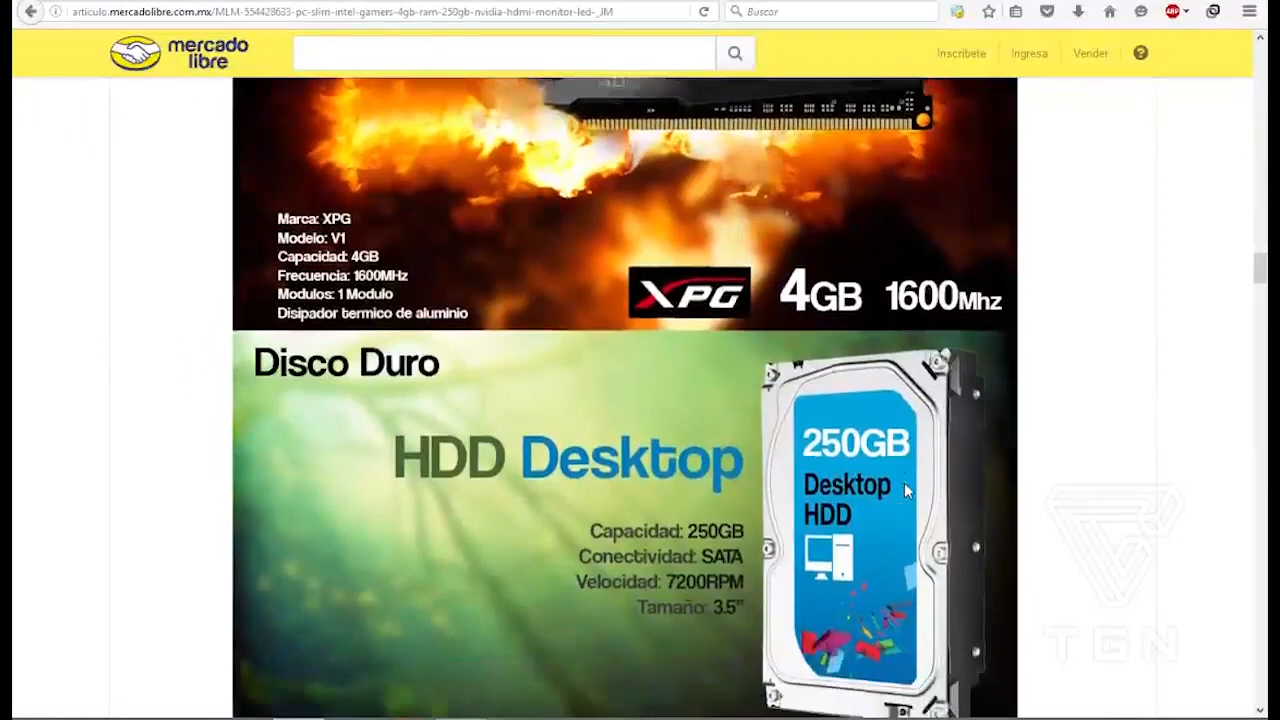 articulo.mercadolibre.com.mx/MLM-554428633-pc-slim-intel-gamers-4gb-ram-250gb-nvidia-hdmi-monitor-led-_JM
Buscar
ABP
mercado
libre
Inscríbete
Ingresa
Vender
?
Marca: XPG
Modelo: V1
Capacidad: 4GB
Frecuencia: 1600MHz
Modulos: 1 Modulo
Disipador termico de aluminio
XPG
4GB
1600Mhz
Disco Duro
HDD Desktop
Capacidad: 250GB
Conectividad: SATA
Velocidad: 7200RPM
Tamaño: 3.5"
250GB
Desktop
HDD
TGN